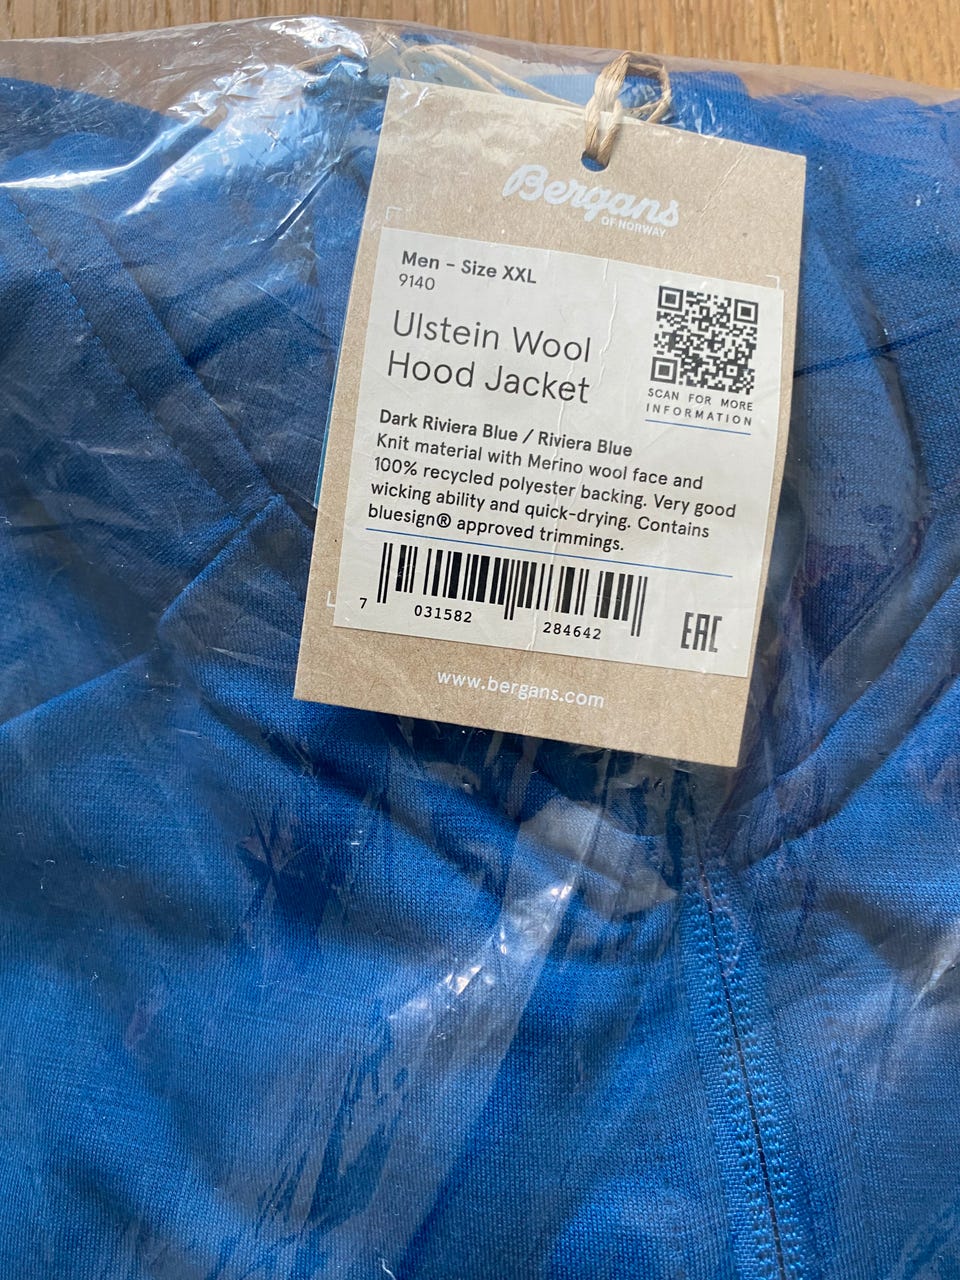 Bergans
OF NORWAY
Men - Size XXL
9140
Ulstein Wool
Hood Jacket
SCAN FOR MORE
INFORMATION
Dark Riviera Blue / Riviera Blue
Knit material with Merino wool face and
100% recycled polyester backing. Very good
wicking ability and quick-drying. Contains
bluesign® approved trimmings.
7 031582 284642
EAC
www.bergans.com